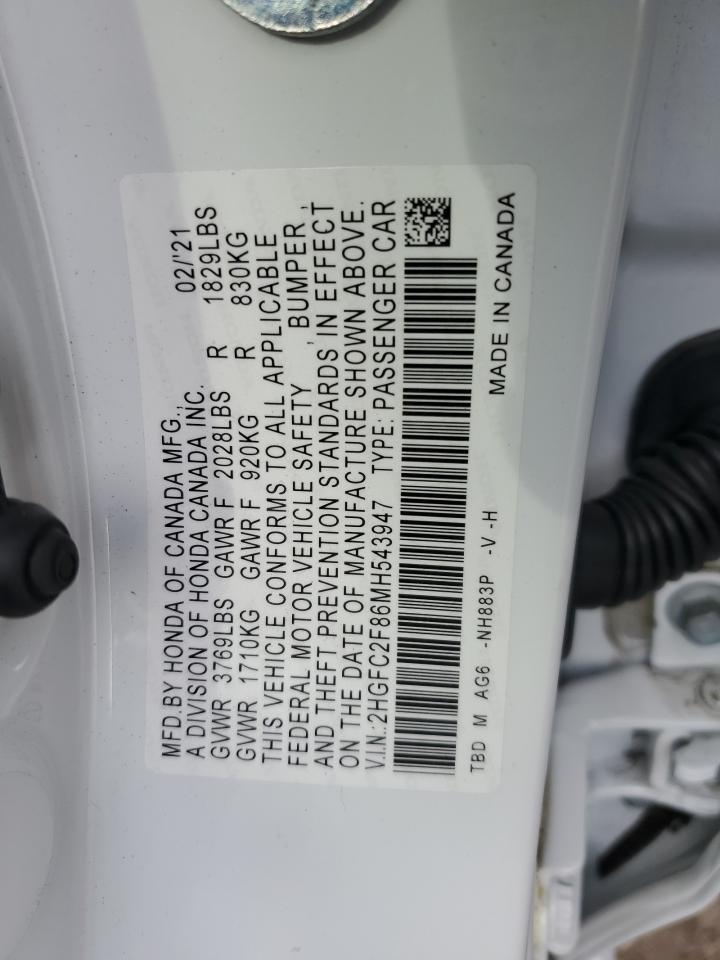 MFD.BY HONDA OF CANADA MFG., 02/'21
A DIVISION OF HONDA CANADA INC.
GVWR 3769LBS GAWR F 2028LBS R 1829LBS
GVWR 1710KG GAWR F 920KG R 830KG
THIS VEHICLE CONFORMS TO ALL APPLICABLE
FEDERAL MOTOR VEHICLE SAFETY , BUMPER ,
AND THEFT PREVENTION STANDARDS IN EFFECT
ON THE DATE OF MANUFACTURE SHOWN ABOVE.
V.I.N.:2HGFC2F86MH543947 TYPE: PASSENGER CAR
TBD M AG6 -NH883P -V -H
MADE IN CANADA